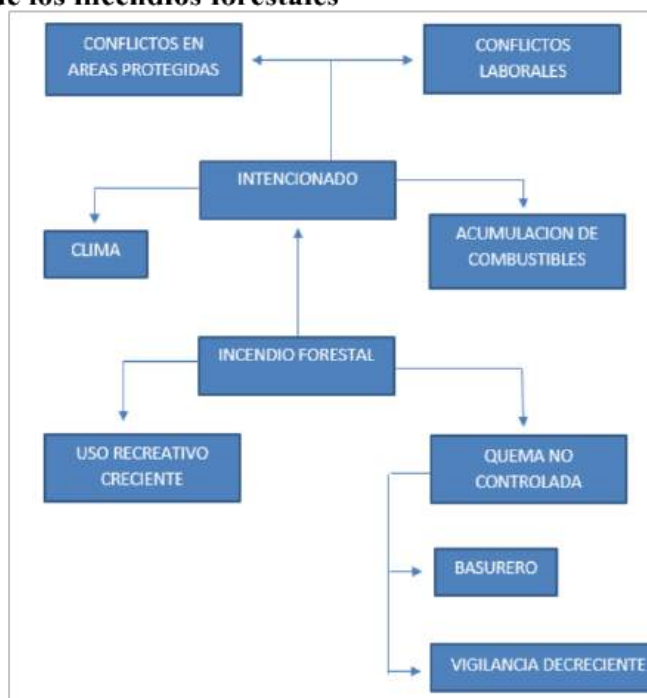 de los incendios forestales
CONFLICTOS EN
AREAS PROTEGIDAS
CONFLICTOS
LABORALES
INTENCIONADO
CLIMA
ACUMULACION DE
COMBUSTIBLES
INCENDIO FORESTAL
USO RECREATIVO
CRECIENTE
QUEMA NO
CONTROLADA
BASURERO
VIGILANCIA DECRECIENTE